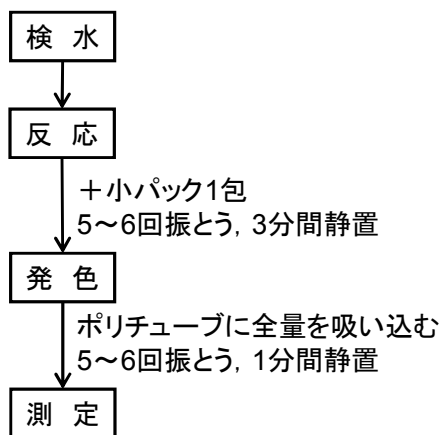 検 水
反 応
＋小パック1包
5～6回振とう, 3分間静置
発 色
ポリチューブに全量を吸い込む
5～6回振とう, 1分間静置
測 定